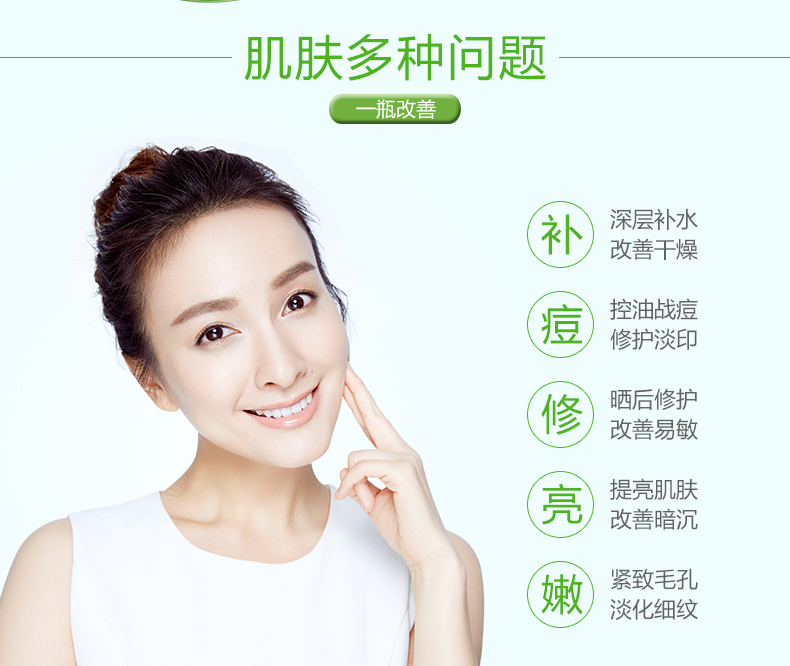 肌肤多种问题
一瓶改善
补
深层补水
改善干燥
痘
控油战痘
修护淡印
修
晒后修护
改善易敏
亮
提亮肌肤
改善暗沉
嫩
紧致毛孔
淡化细纹